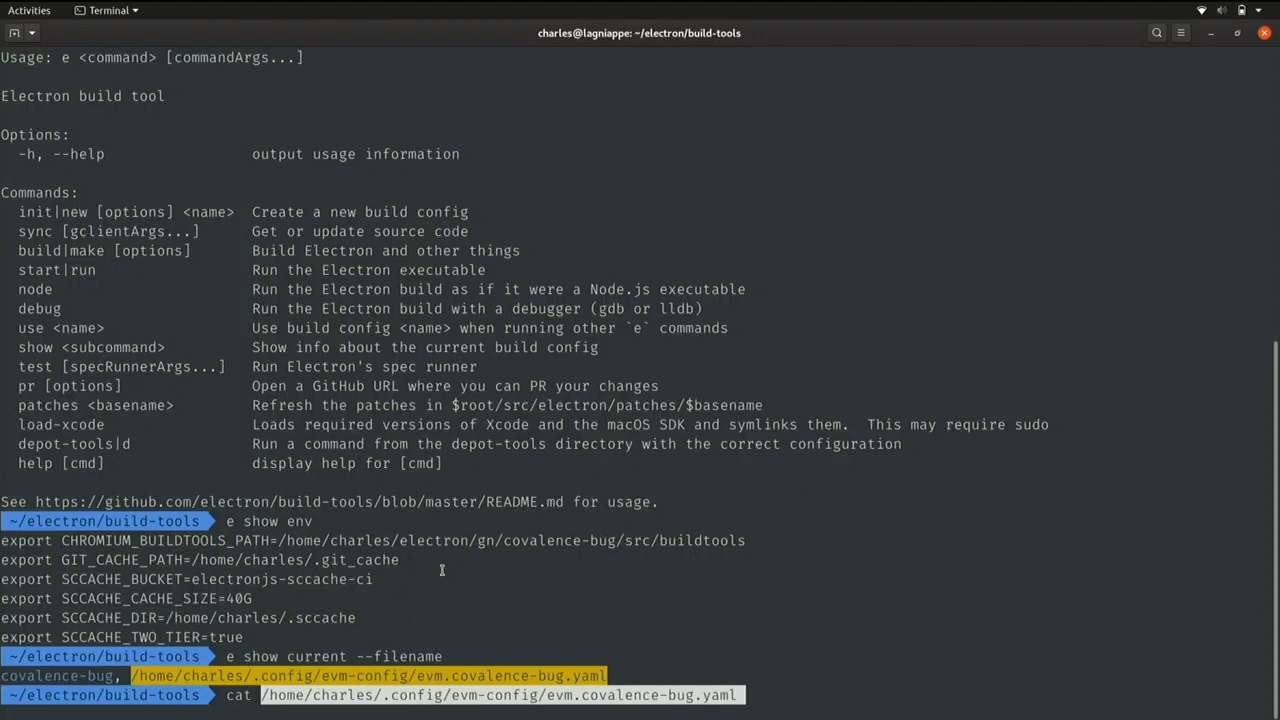 Activities
Terminal
charles@lagniappe: ~/electron/build-tools
Usage: e <command> [commandArgs...]
Electron build tool
Options:
-h, --help output usage information
Commands:
init|new [options] <name> Create a new build config
sync [gclientArgs...] Get or update source code
build|make [options] Build Electron and other things
start|run Run the Electron executable
node Run the Electron build as if it were a Node.js executable
debug Run the Electron build with a debugger (gdb or lldb)
use <name> Use build config <name> when running other `e` commands
show <subcommand> Show info about the current build config
test [specRunnerArgs...] Run Electron's spec runner
pr [options] Open a GitHub URL where you can PR your changes
patches <basename> Refresh the patches in $root/src/electron/patches/$basename
load-xcode Loads required versions of Xcode and the macOS SDK and symlinks them.  This may require sudo
depot-tools|d Run a command from the depot-tools directory with the correct configuration
help [cmd] display help for [cmd]
See https://github.com/electron/build-tools/blob/master/README.md for usage.
~/electron/build-tools e show env
export CHROMIUM_BUILDTOOLS_PATH=/home/charles/electron/gn/covalence-bug/src/buildtools
export GIT_CACHE_PATH=/home/charles/.git_cache
export SCCACHE_BUCKET=electronjs-sccache-ci
export SCCACHE_CACHE_SIZE=40G
export SCCACHE_DIR=/home/charles/.sccache
export SCCACHE_TWO_TIER=true
~/electron/build-tools e show current --filename
covalence-bug, /home/charles/.config/evm-config/evm.covalence-bug.yaml
~/electron/build-tools cat /home/charles/.config/evm-config/evm.covalence-bug.yaml